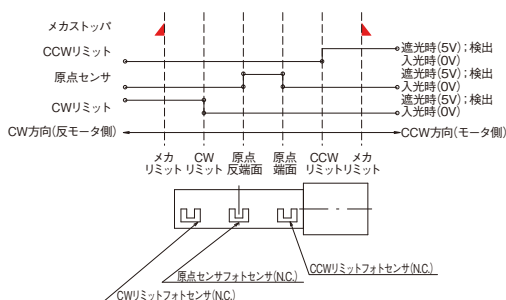 メカストッパ
CCWリミット
遮光時(5V);検出
入光時(0V)
原点センサ
遮光時(5V);検出
入光時(0V)
CWリミット
遮光時(5V);検出
入光時(0V)
CW方向(反モータ側)
CCW方向(モータ側)
メカ
リミット
CW
リミット
原点
反端面
原点
端面
CCW
リミット
メカ
リミット
CCWリミットフォトセンサ(N.C.)
原点センサフォトセンサ(N.C.)
CWリミットフォトセンサ(N.C.)